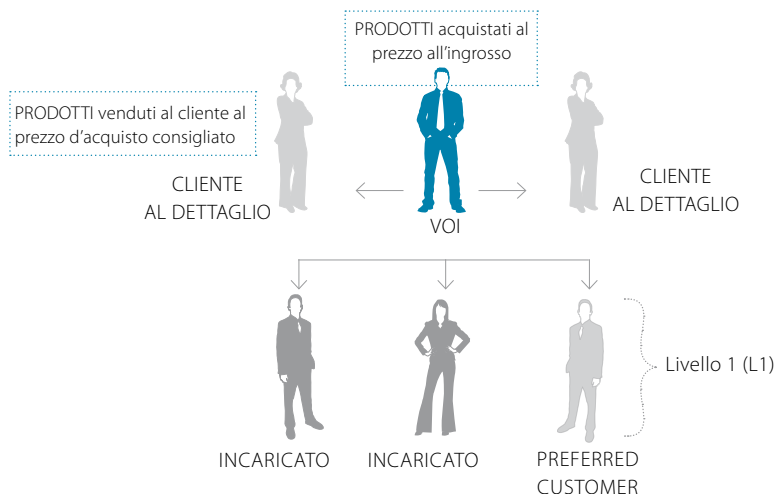 PRODOTTI acquistati al
prezzo all'ingrosso
PRODOTTI venduti al cliente al
prezzo d'acquisto consigliato
CLIENTE
AL DETTAGLIO
VOI
CLIENTE
AL DETTAGLIO
Livello 1 (L1)
INCARICATO
INCARICATO
PREFERRED
CUSTOMER